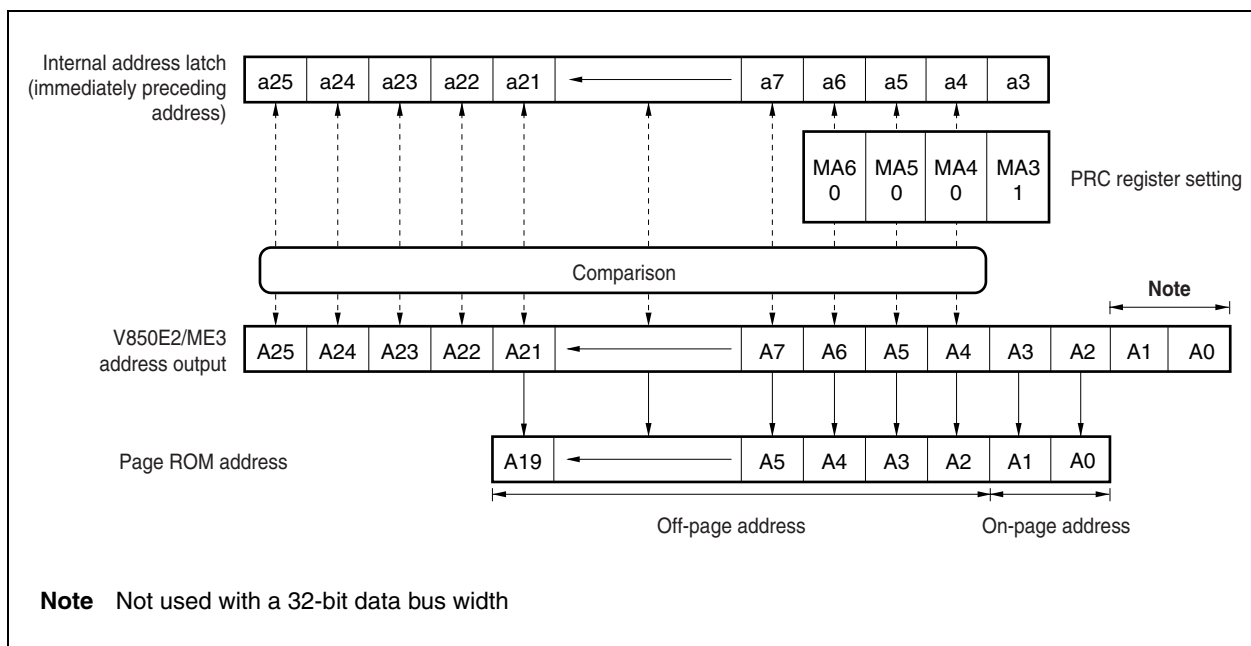 Internal address latch
(immediately preceding
address)
a25 a24 a23 a22 a21 a7 a6 a5 a4 a3
MA6 MA5 MA4 MA3
0 0 0 1
PRC register setting
Comparison
Note
V850E2/ME3
address output
A25 A24 A23 A22 A21 A7 A6 A5 A4 A3 A2 A1 A0
Page ROM address
A19 A5 A4 A3 A2 A1 A0
Off-page address
On-page address
Note Not used with a 32-bit data bus width